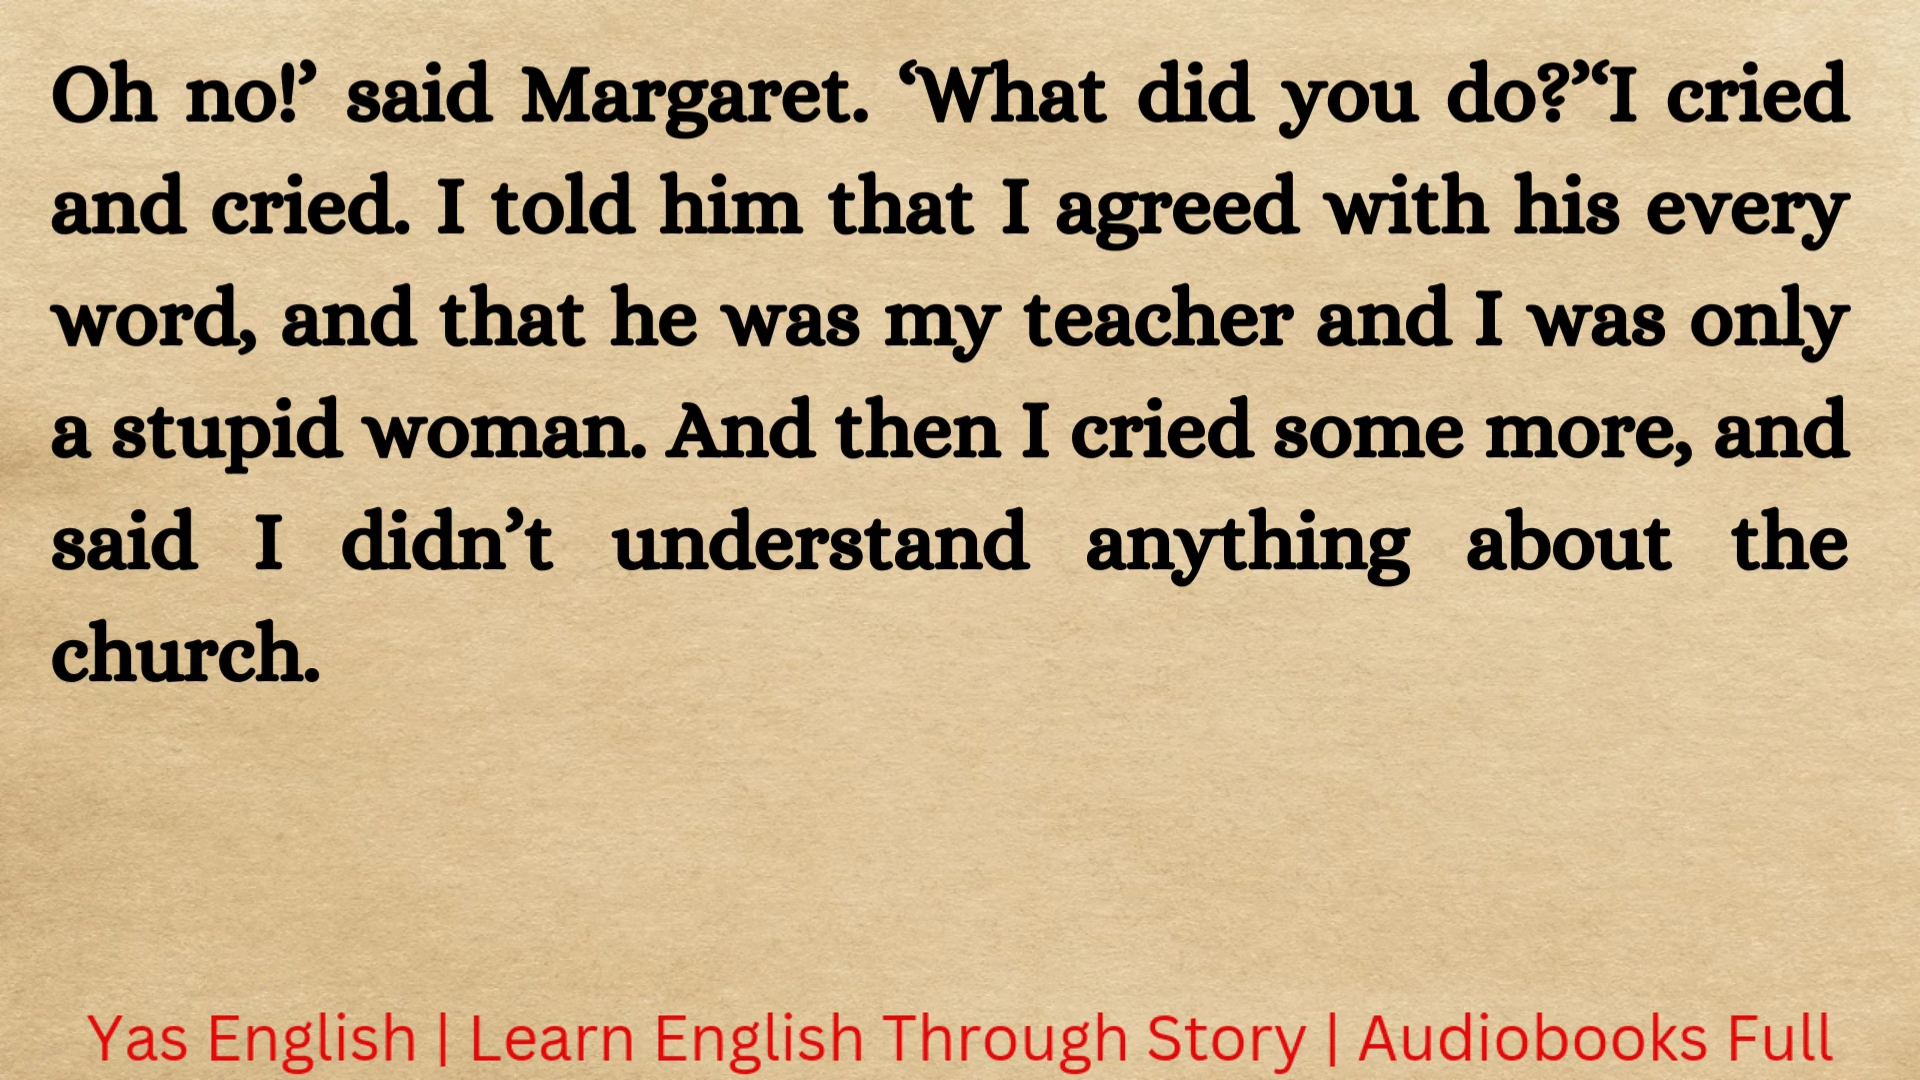 Oh no!’ said Margaret. ‘What did you do?’‘I cried
and cried. I told him that I agreed with his every
word, and that he was my teacher and I was only
a stupid woman. And then I cried some more, and
said I didn’t understand anything about the
church.
Yas English | Learn English Through Story | Audiobooks Full